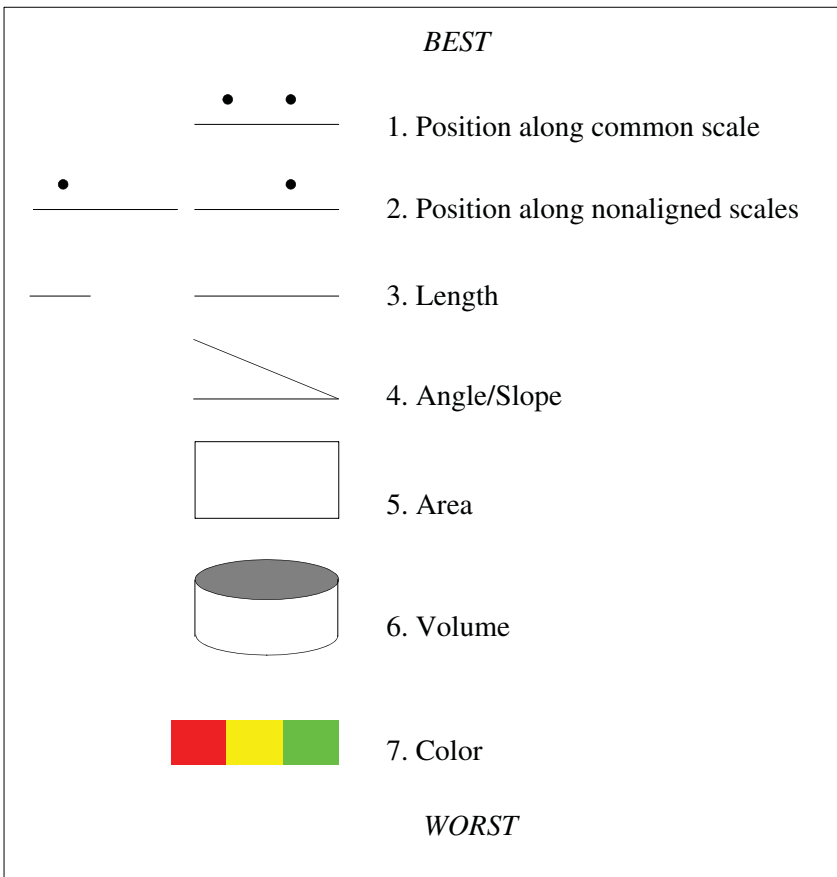 BEST
1. Position along common scale
2. Position along nonaligned scales
3. Length
4. Angle/Slope
5. Area
6. Volume
7. Color
WORST